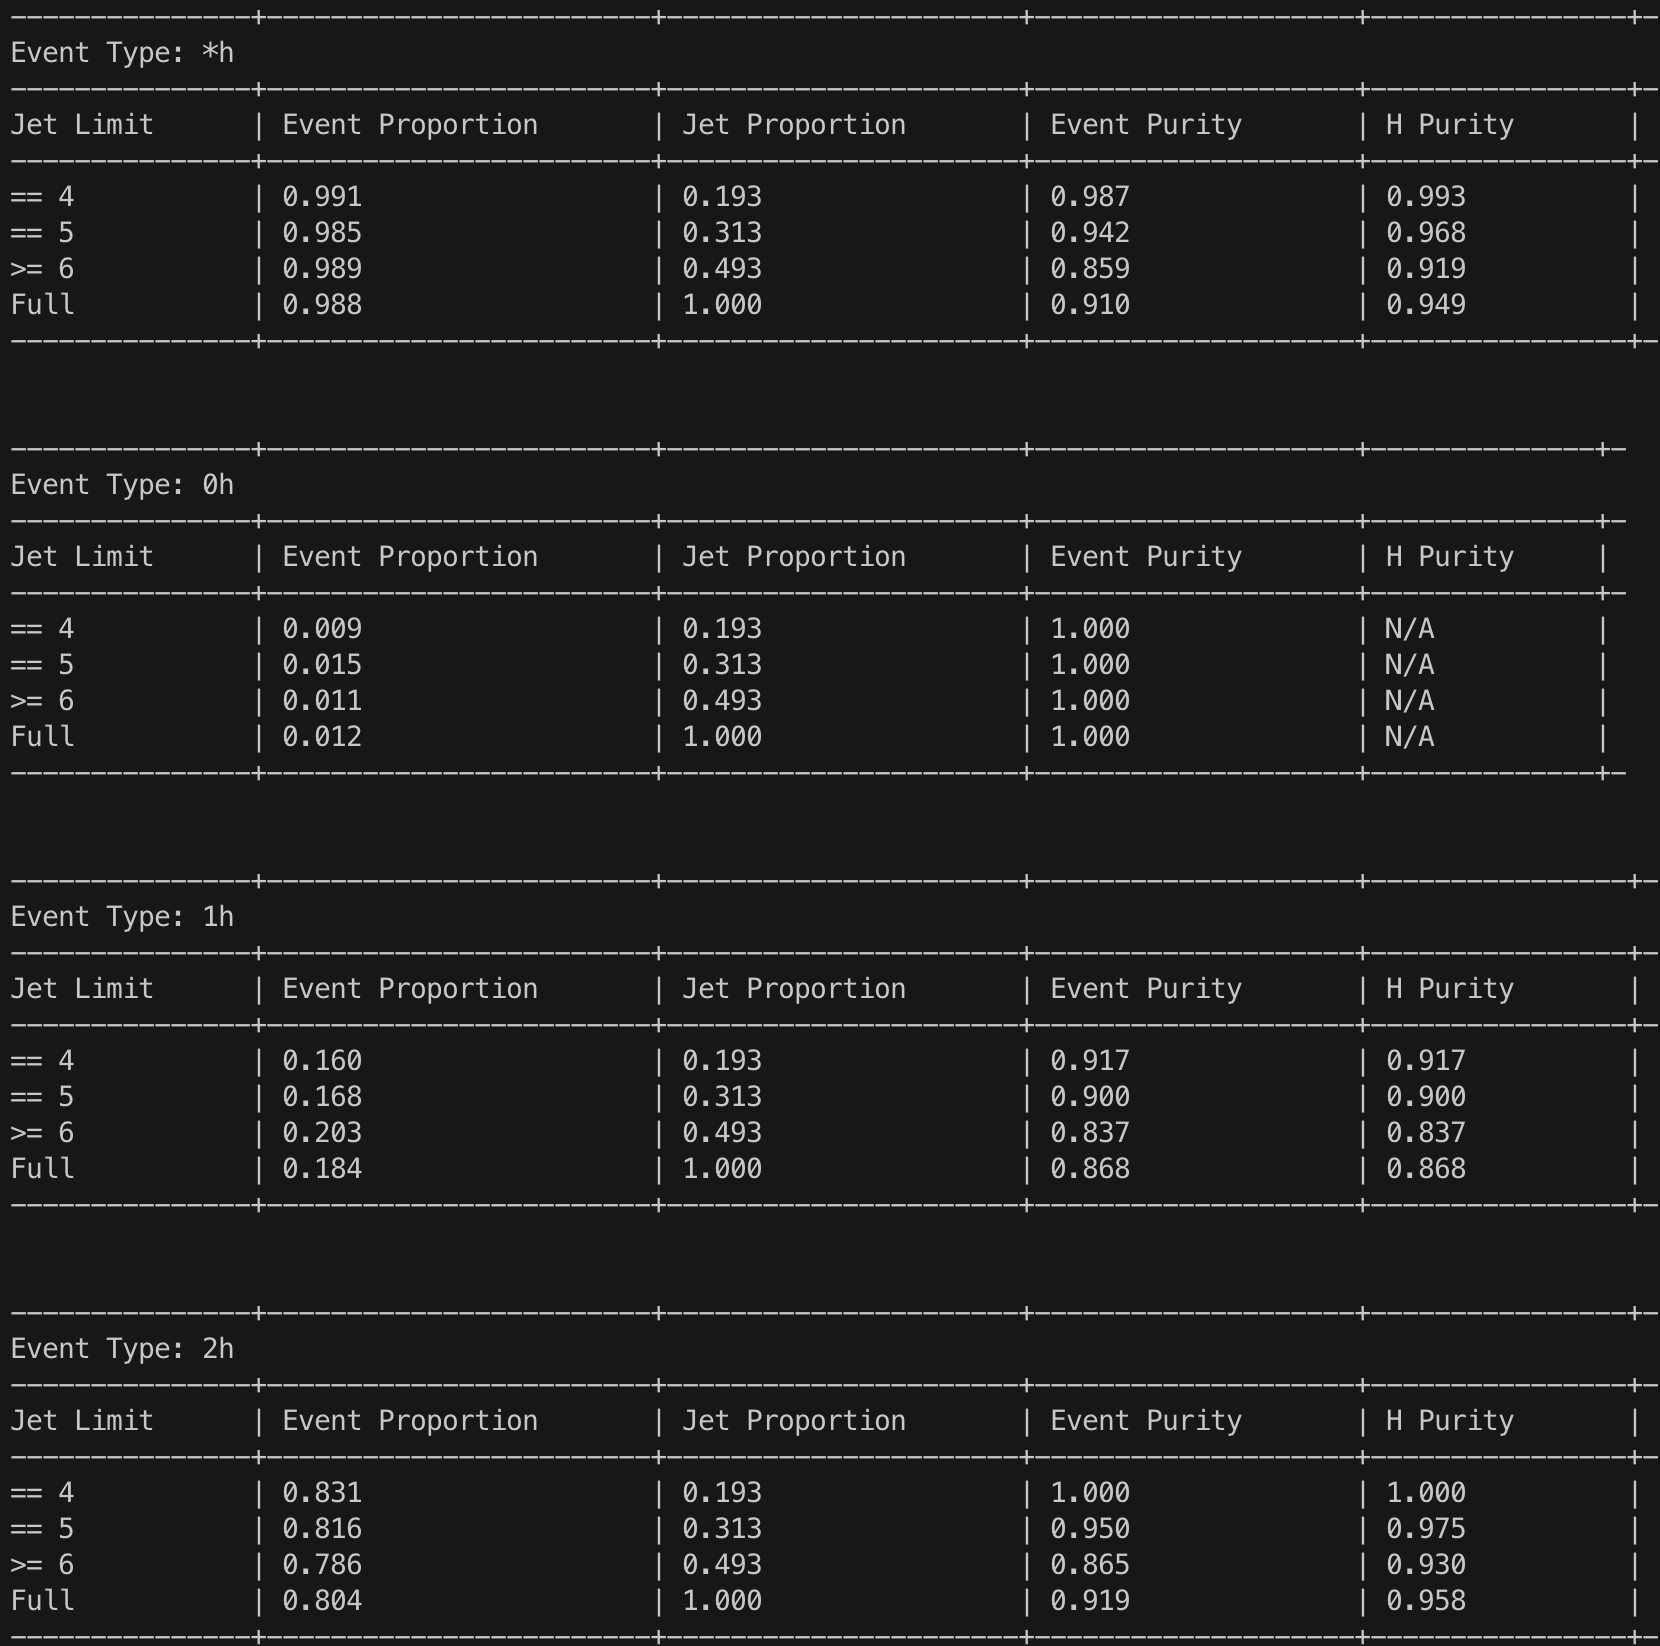 ---------------+------------------------+----------------------+--------------------+----------------+-
Event Type: *h
---------------+------------------------+----------------------+--------------------+----------------+-
Jet Limit | Event Proportion | Jet Proportion | Event Purity | H Purity |
---------------+------------------------+----------------------+--------------------+----------------+-
== 4 | 0.991 | 0.193 | 0.987 | 0.993 |
== 5 | 0.985 | 0.313 | 0.942 | 0.968 |
>= 6 | 0.989 | 0.493 | 0.859 | 0.919 |
Full | 0.988 | 1.000 | 0.910 | 0.949 |
---------------+------------------------+----------------------+--------------------+----------------+-
---------------+------------------------+----------------------+--------------------+--------------+-
Event Type: 0h
---------------+------------------------+----------------------+--------------------+--------------+-
Jet Limit | Event Proportion | Jet Proportion | Event Purity | H Purity |
---------------+------------------------+----------------------+--------------------+--------------+-
== 4 | 0.009 | 0.193 | 1.000 | N/A |
== 5 | 0.015 | 0.313 | 1.000 | N/A |
>= 6 | 0.011 | 0.493 | 1.000 | N/A |
Full | 0.012 | 1.000 | 1.000 | N/A |
---------------+------------------------+----------------------+--------------------+--------------+-
---------------+------------------------+----------------------+--------------------+----------------+-
Event Type: 1h
---------------+------------------------+----------------------+--------------------+----------------+-
Jet Limit | Event Proportion | Jet Proportion | Event Purity | H Purity |
---------------+------------------------+----------------------+--------------------+----------------+-
== 4 | 0.160 | 0.193 | 0.917 | 0.917 |
== 5 | 0.168 | 0.313 | 0.900 | 0.900 |
>= 6 | 0.203 | 0.493 | 0.837 | 0.837 |
Full | 0.184 | 1.000 | 0.868 | 0.868 |
---------------+------------------------+----------------------+--------------------+----------------+-
---------------+------------------------+----------------------+--------------------+----------------+-
Event Type: 2h
---------------+------------------------+----------------------+--------------------+----------------+-
Jet Limit | Event Proportion | Jet Proportion | Event Purity | H Purity |
---------------+------------------------+----------------------+--------------------+----------------+-
== 4 | 0.831 | 0.193 | 1.000 | 1.000 |
== 5 | 0.816 | 0.313 | 0.950 | 0.975 |
>= 6 | 0.786 | 0.493 | 0.865 | 0.930 |
Full | 0.804 | 1.000 | 0.919 | 0.958 |
---------------+------------------------+----------------------+--------------------+----------------+-